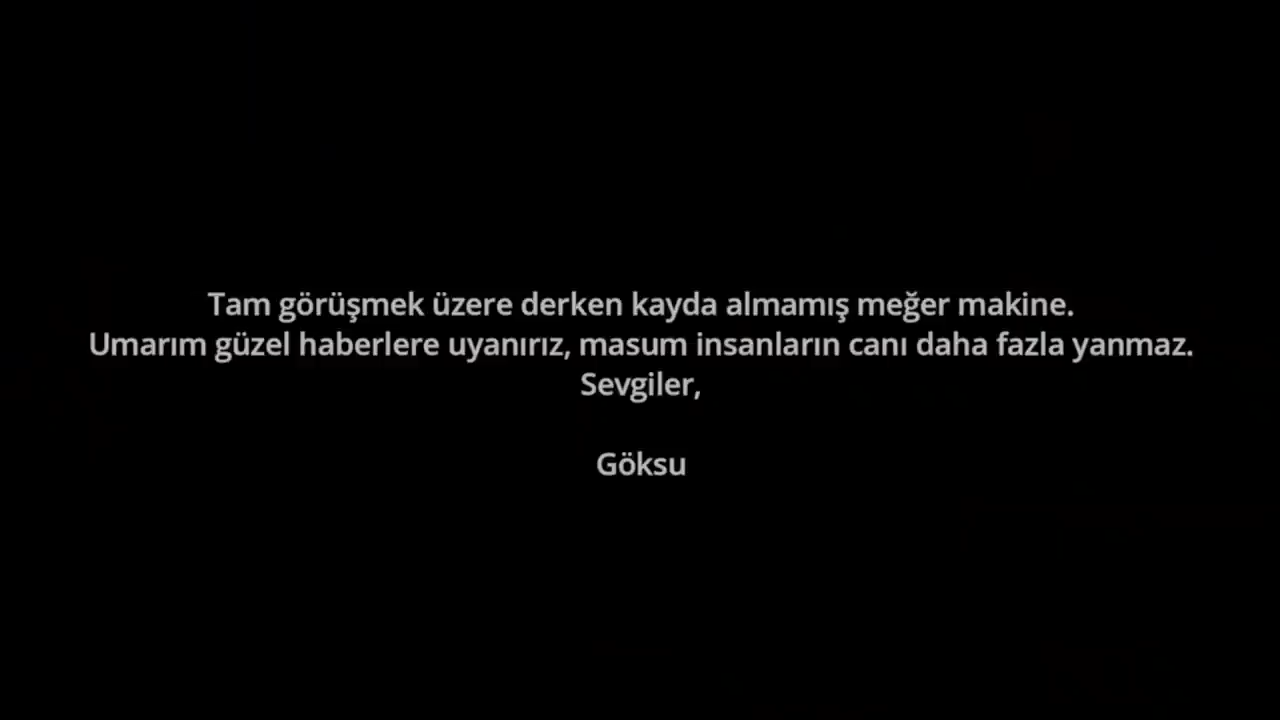 Tam görüşmek üzere derken kayda almamış meğer makine.
Umarım güzel haberlere uyanırız, masum insanların canı daha fazla yanmaz.
Sevgiler,
Göksu